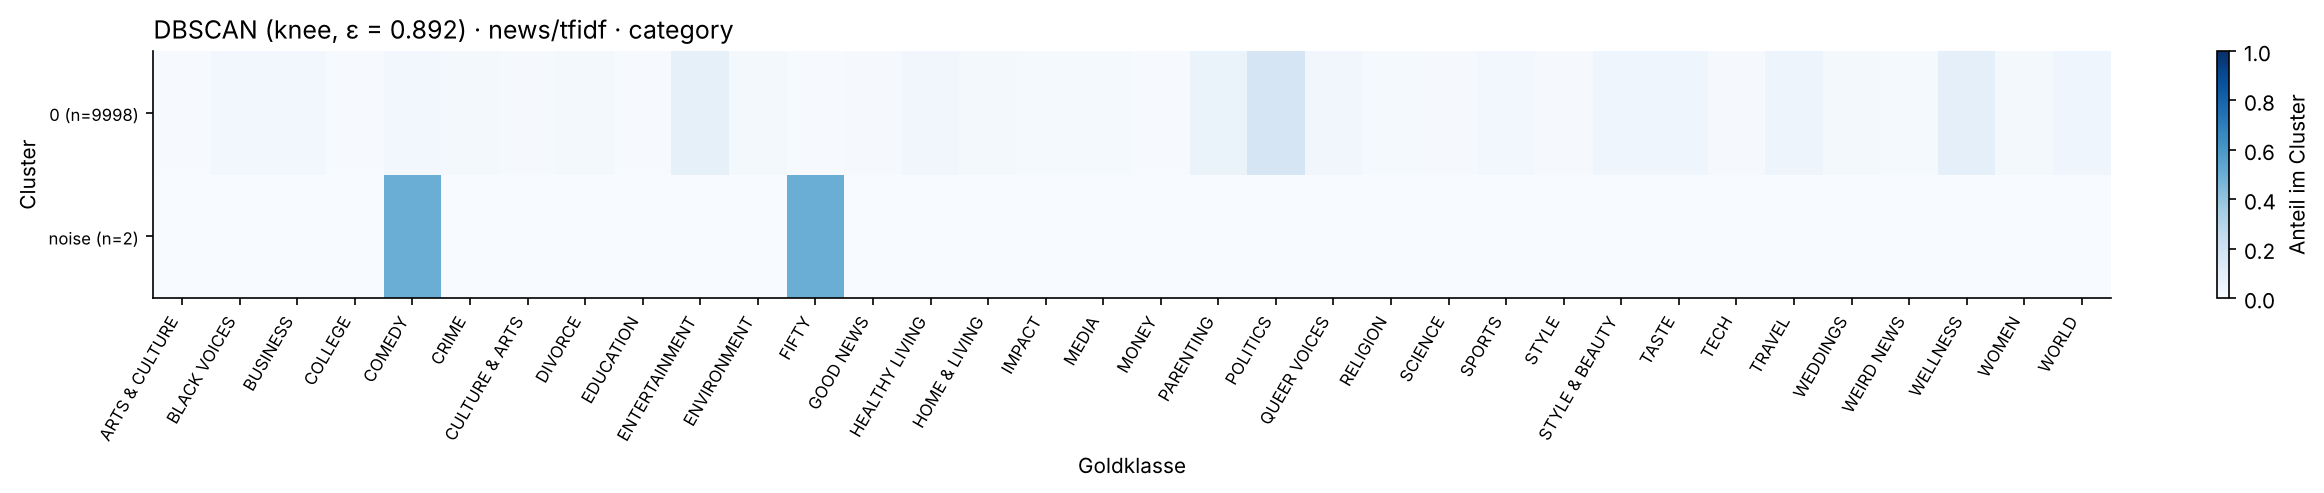 DBSCAN (knee, ε = 0.892) · news/tfidf · category
Cluster
0 (n=9998)
noise (n=2)
ARTS & CULTURE
BLACK VOICES
BUSINESS
COLLEGE
COMEDY
CRIME
CULTURE & ARTS
DIVORCE
EDUCATION
ENTERTAINMENT
ENVIRONMENT
FIFTY
GOOD NEWS
HEALTHY LIVING
HOME & LIVING
IMPACT
MEDIA
MONEY
PARENTING
POLITICS
QUEER VOICES
RELIGION
SCIENCE
SPORTS
STYLE
STYLE & BEAUTY
TASTE
TECH
TRAVEL
WEDDINGS
WEIRD NEWS
WELLNESS
WOMEN
WORLD
Goldklasse
1.0
0.8
0.6
0.4
0.2
0.0
Anteil im Cluster